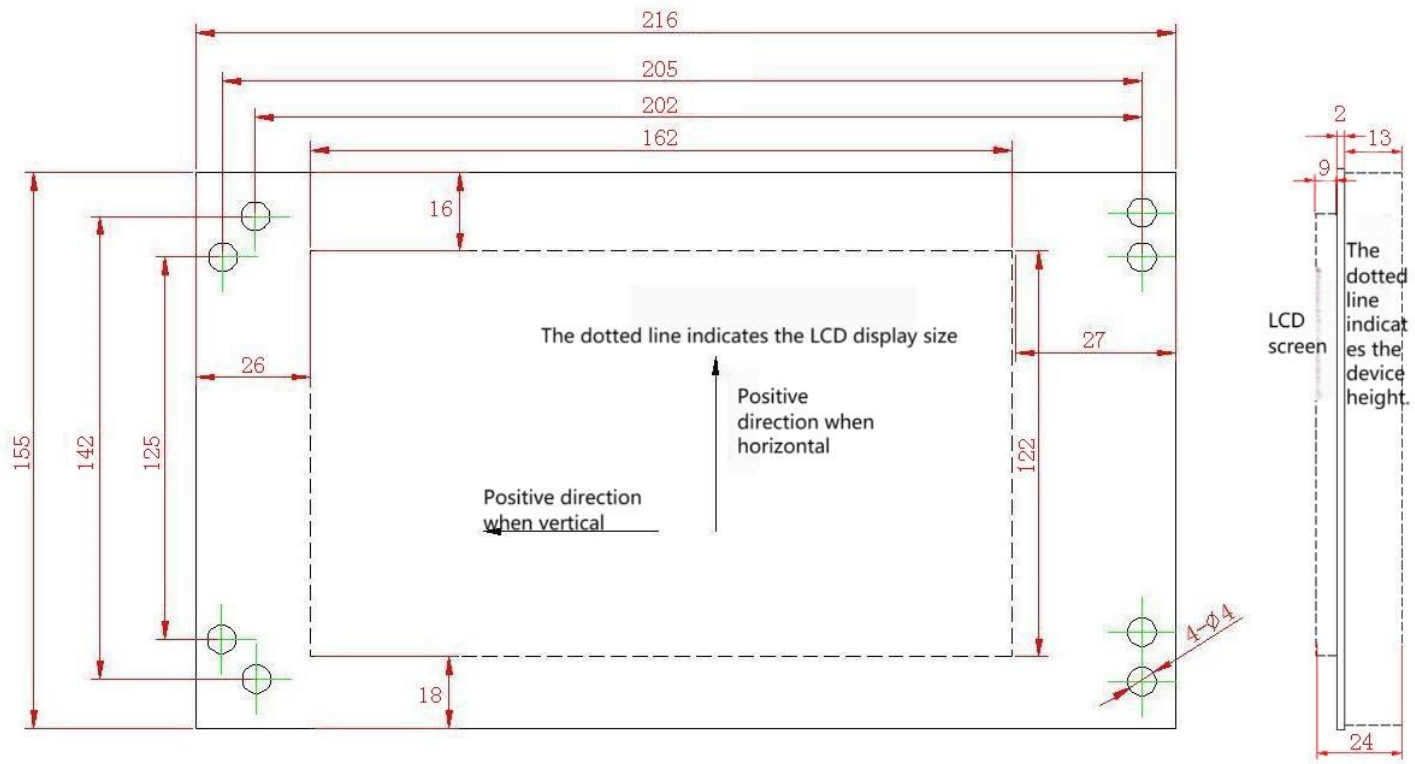 216
205
202
162
2
13
9
16
The dotted line indicates the LCD display size
26
27
Positive
direction when
horizontal
155
142
125
122
Positive direction
when vertical
18
4-Ø4
LCD
screen
The
dotted
line
indicat
es the
device
height.
24